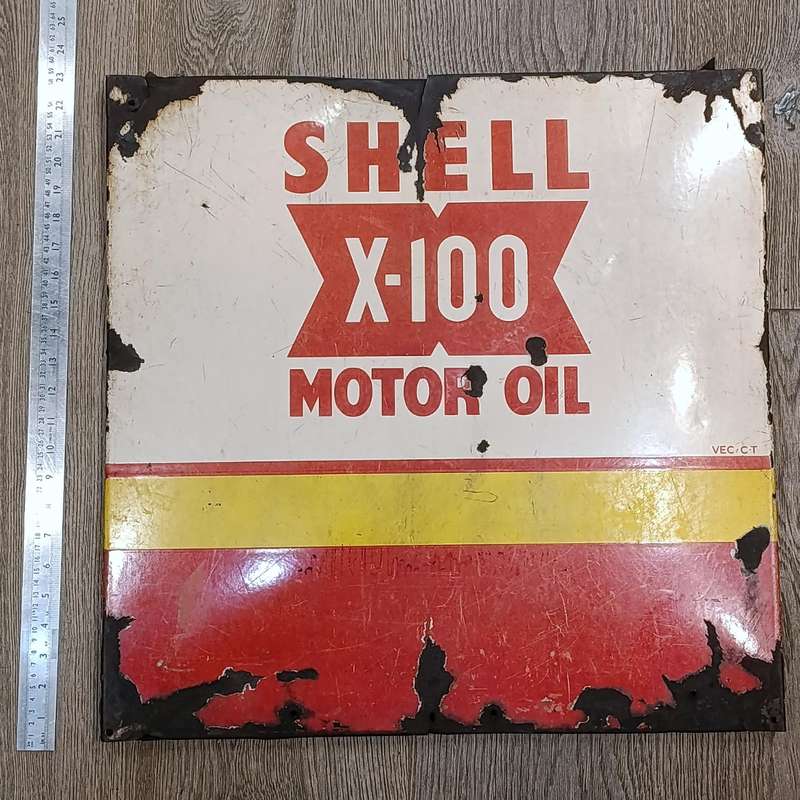 SHELL
X-100
MOTOR OIL
VEC-C-T